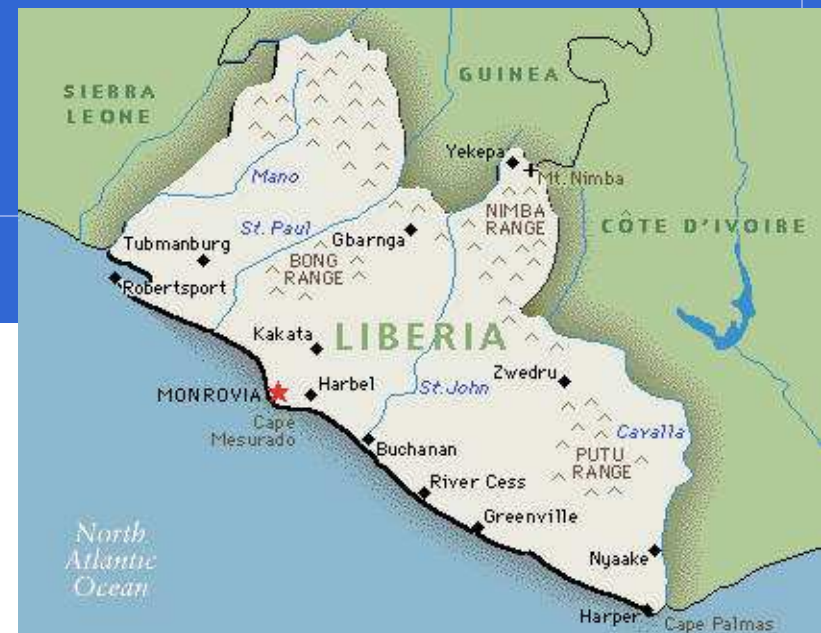 SIERRA
LEONE
GUINEA
Yekepa
Mt. Nimba
Mano
NIMBA
RANGE
CÔTE D'IVOIRE
St. Paul
Gbarnga
Tubmanburg
BONG
RANGE
Robertsport
Kakata
LIBERIA
Zwedru
MONROVIA
Harbel
St. John
Cape
Mesurado
Cavalla
Buchanan
PUTU
RANGE
River Cess
Greenville
North
Atlantic
Ocean
Nyaake
Harper
Cape Palmas